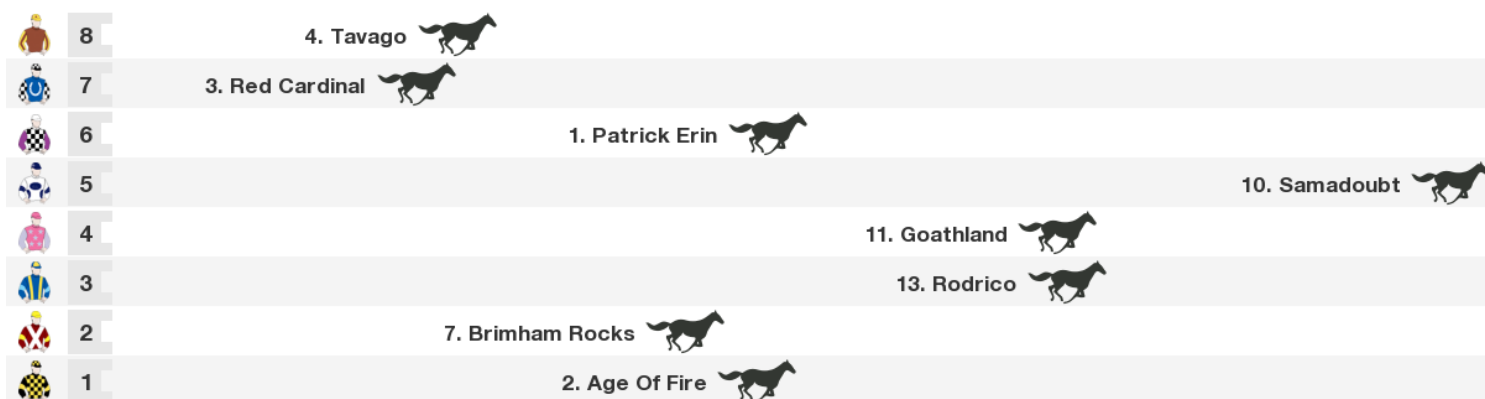 8 4. Tavago
7 3. Red Cardinal
6 1. Patrick Erin
5 10. Samadoubt
4 11. Goathland
3 13. Rodrico
2 7. Brimham Rocks
1 2. Age Of Fire